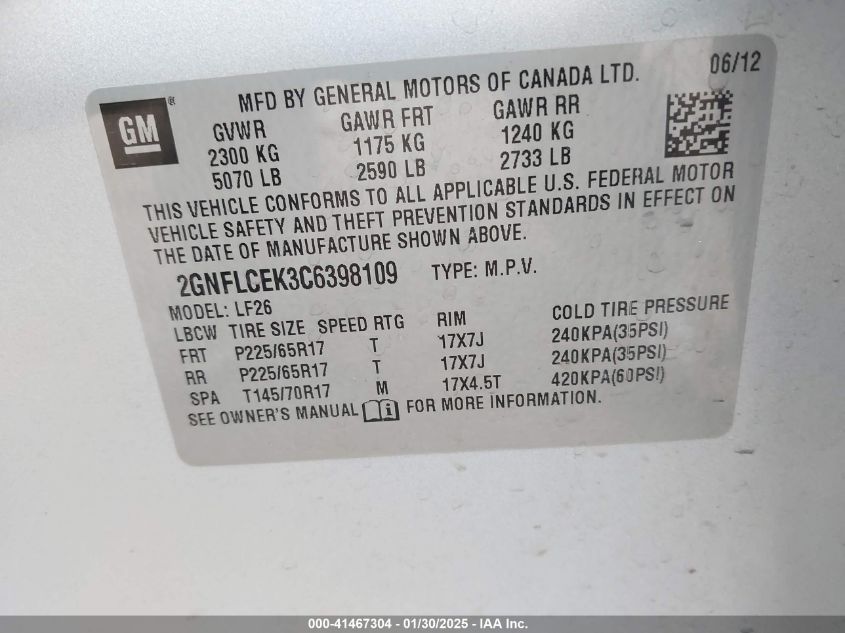 GM ®
MFD BY GENERAL MOTORS OF CANADA LTD. 06/12
GVWR GAWR FRT GAWR RR
2300 KG 1175 KG 1240 KG
5070 LB 2590 LB 2733 LB
THIS VEHICLE CONFORMS TO ALL APPLICABLE U.S. FEDERAL MOTOR
VEHICLE SAFETY AND THEFT PREVENTION STANDARDS IN EFFECT ON
THE DATE OF MANUFACTURE SHOWN ABOVE.
2GNFLCEK3C6398109 TYPE: M.P.V.
MODEL: LF26
LBCW TIRE SIZE SPEED RTG RIM COLD TIRE PRESSURE
FRT P225/65R17 T 17X7J 240KPA(35PSI)
RR P225/65R17 T 17X7J 240KPA(35PSI)
SPA T145/70R17 M 17X4.5T 420KPA(60PSI)
SEE OWNER'S MANUAL FOR MORE INFORMATION.
000-41467304 - 01/30/2025 - IAA Inc.